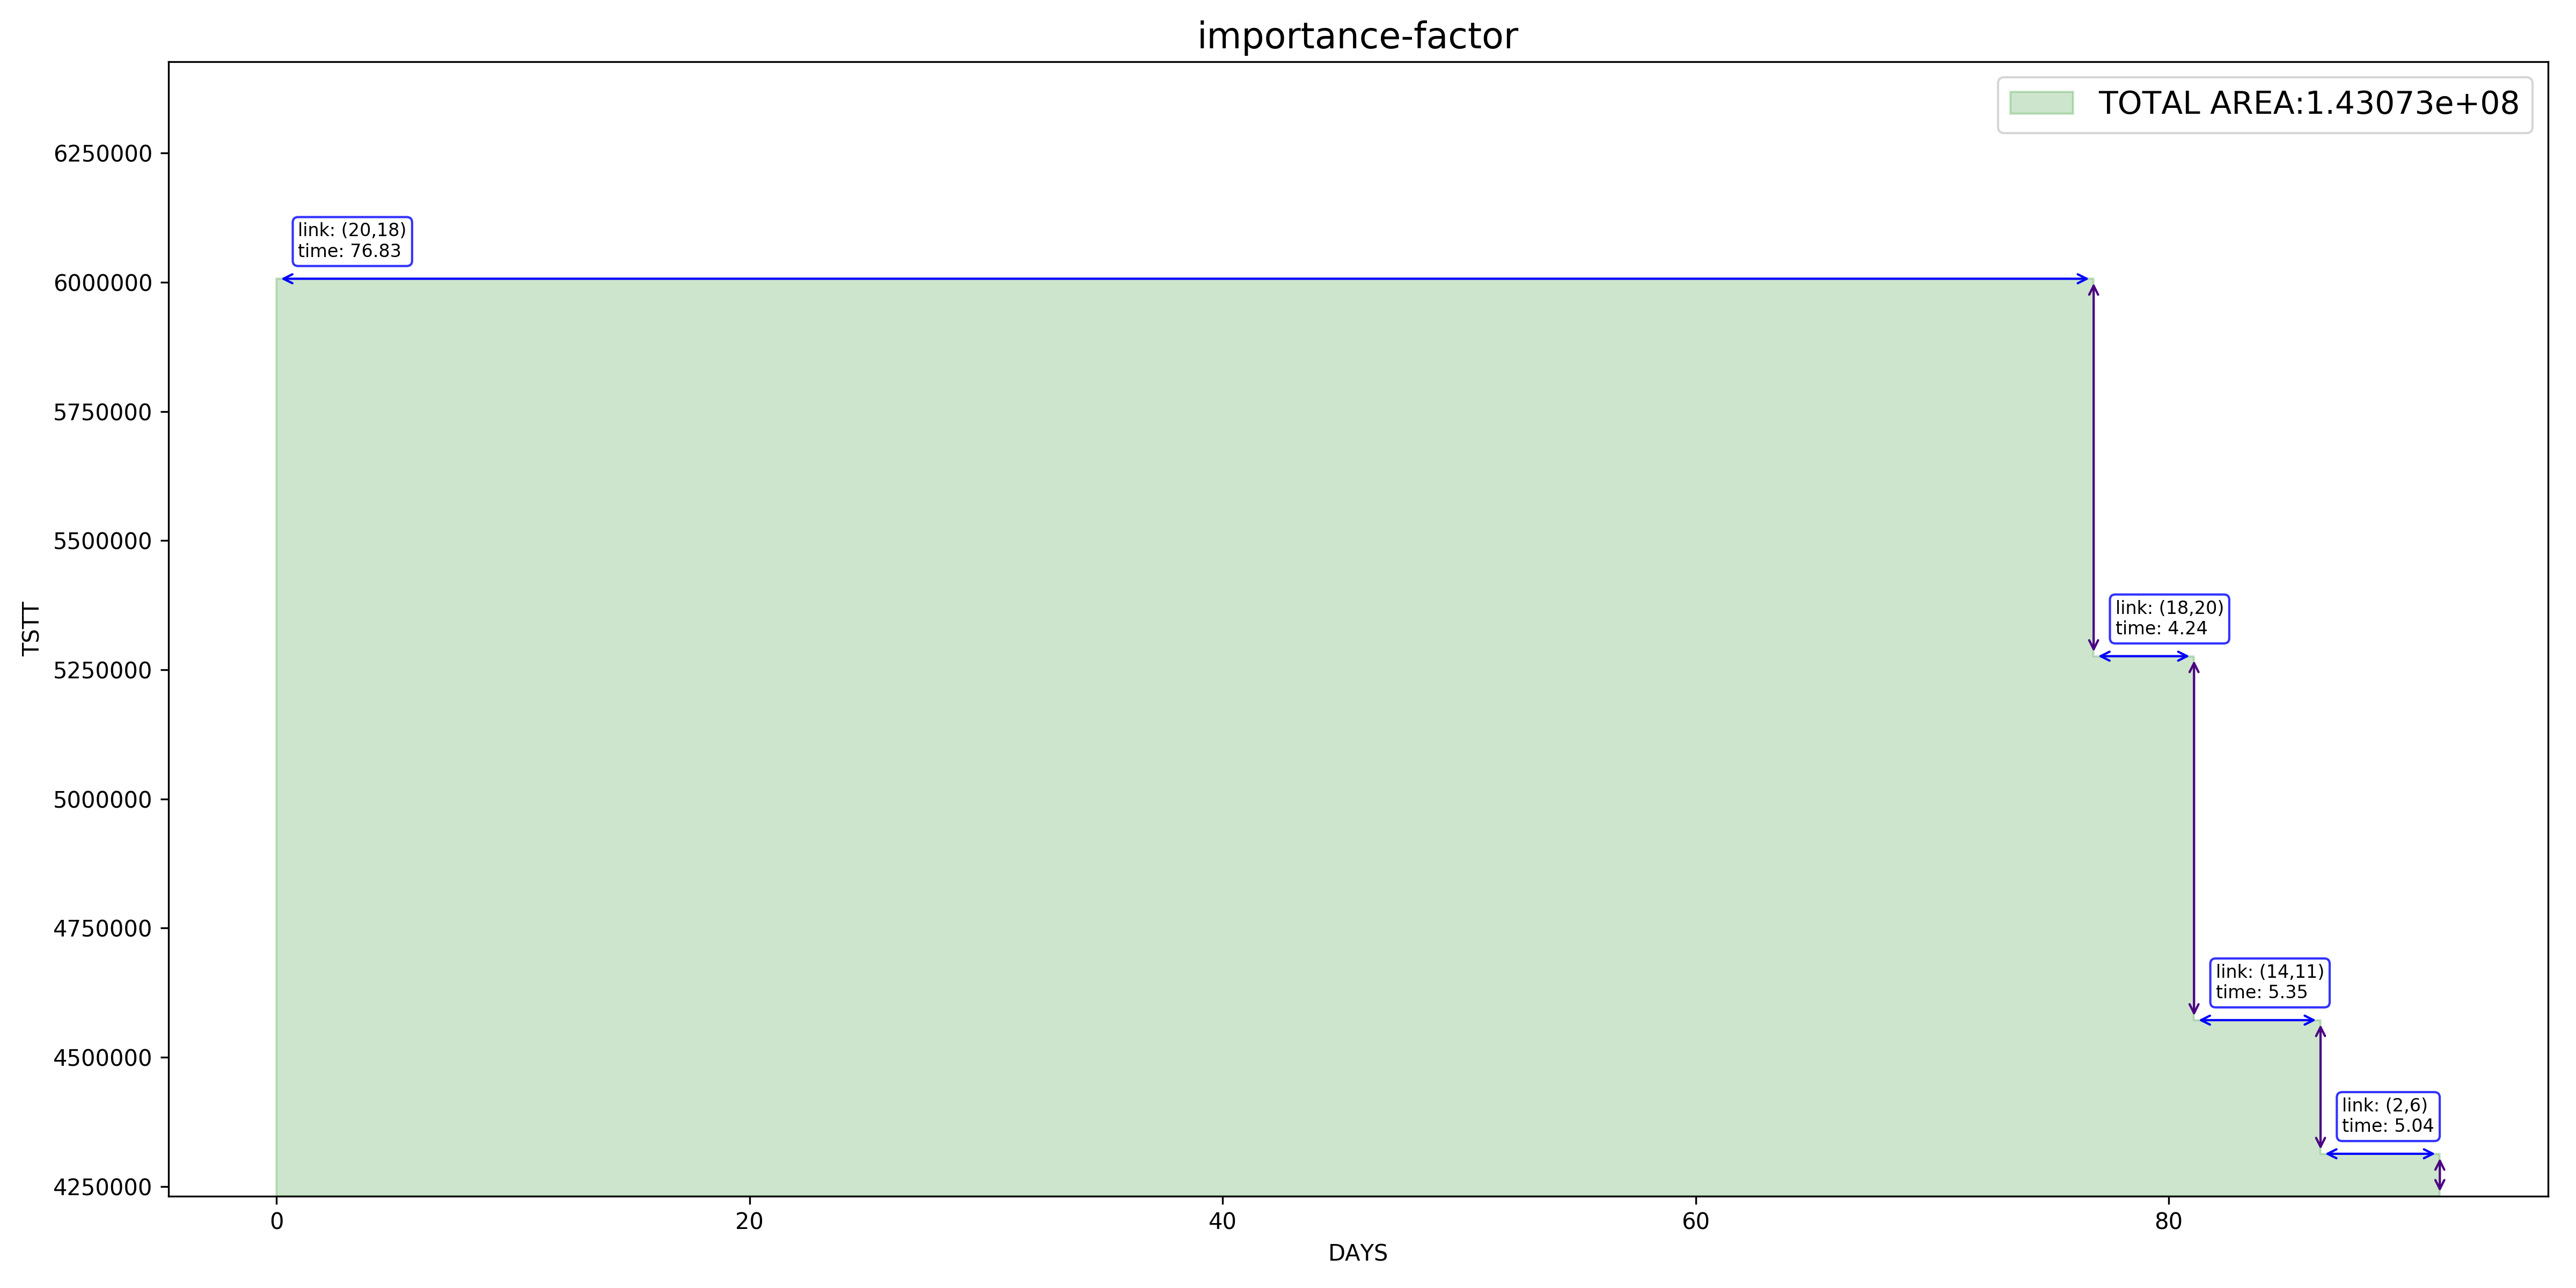 importance-factor
TOTAL AREA:1.43073e+08
TSTT
6250000
6000000
5750000
5500000
5250000
5000000
4750000
4500000
4250000
link: (20,18)
time: 76.83
link: (18,20)
time: 4.24
link: (14,11)
time: 5.35
link: (2,6)
time: 5.04
0
20
40
60
80
DAYS